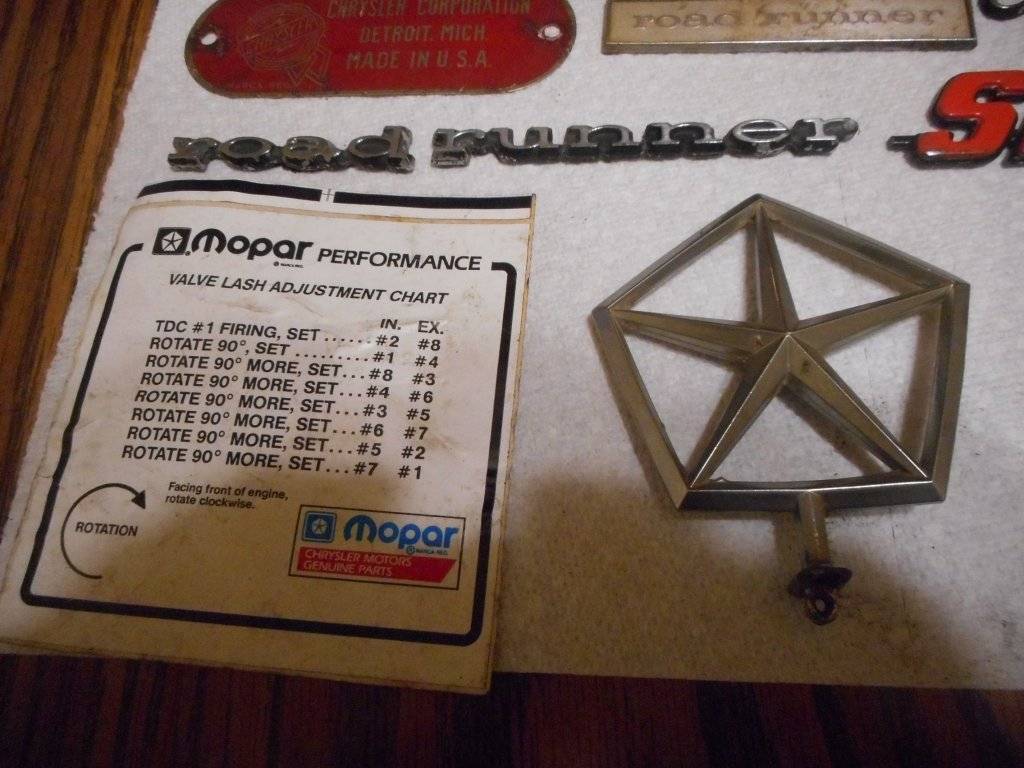 CHRYSLER CORPORATION
DETROIT, MICH.
MADE IN U.S.A.
road runner
road runner
S
Mopar PERFORMANCE
VALVE LASH ADJUSTMENT CHART
IN. EX.
TDC #1 FIRING, SET ...... #2 #8
ROTATE 90°, SET .......... #1 #4
ROTATE 90° MORE, SET... #8 #3
ROTATE 90° MORE, SET... #4 #6
ROTATE 90° MORE, SET... #3 #5
ROTATE 90° MORE, SET... #6 #7
ROTATE 90° MORE, SET... #5 #2
ROTATE 90° MORE, SET... #7 #1
Facing front of engine,
rotate clockwise.
ROTATION
Mopar
® MARCA REG.
CHRYSLER MOTORS
GENUINE PARTS